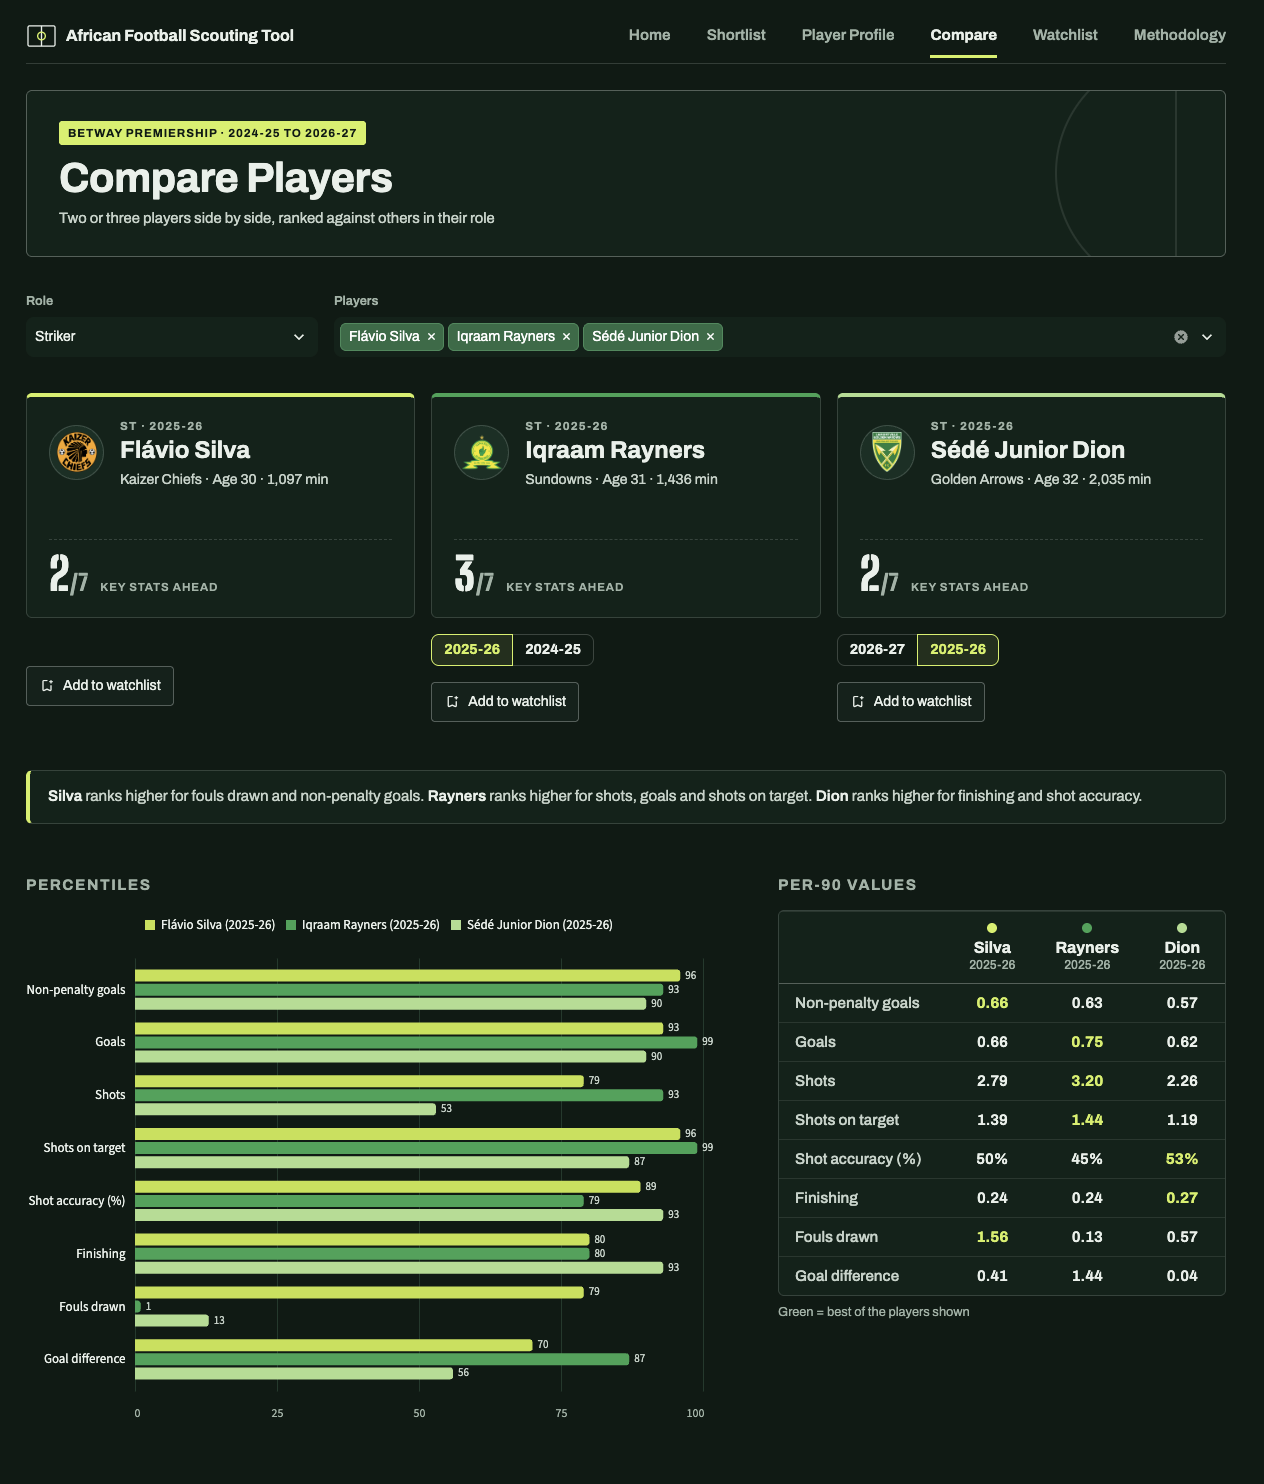 African Football Scouting Tool
Home Shortlist Player Profile Compare Watchlist Methodology
BETWAY PREMIERSHIP · 2024-25 TO 2026-27
Compare Players
Two or three players side by side, ranked against others in their role
Role Players
Striker Flávio Silva × Iqraam Rayners × Sédé Junior Dion ×
KAIZER CHIEFS
ST · 2025-26
Flávio Silva
Kaizer Chiefs · Age 30 · 1,097 min
2/7 KEY STATS AHEAD
Add to watchlist
ST · 2025-26
Iqraam Rayners
Sundowns · Age 31 · 1,436 min
3/7 KEY STATS AHEAD
2025-26 2024-25
Add to watchlist
ST · 2025-26
Sédé Junior Dion
Golden Arrows · Age 32 · 2,035 min
2/7 KEY STATS AHEAD
2026-27 2025-26
Add to watchlist
Silva ranks higher for fouls drawn and non-penalty goals. Rayners ranks higher for shots, goals and shots on target. Dion ranks higher for finishing and shot accuracy.
PERCENTILES
Flávio Silva (2025-26) Iqraam Rayners (2025-26) Sédé Junior Dion (2025-26)
Non-penalty goals 96 93 90
Goals 93 99 90
Shots 79 93 53
Shots on target 96 99 87
Shot accuracy (%) 89 79 93
Finishing 80 80 93
Fouls drawn 79 1 13
Goal difference 70 87 56
0 25 50 75 100
PER-90 VALUES
Silva Rayners Dion
2025-26 2025-26 2025-26
Non-penalty goals 0.66 0.63 0.57
Goals 0.66 0.75 0.62
Shots 2.79 3.20 2.26
Shots on target 1.39 1.44 1.19
Shot accuracy (%) 50% 45% 53%
Finishing 0.24 0.24 0.27
Fouls drawn 1.56 0.13 0.57
Goal difference 0.41 1.44 0.04
Green = best of the players shown